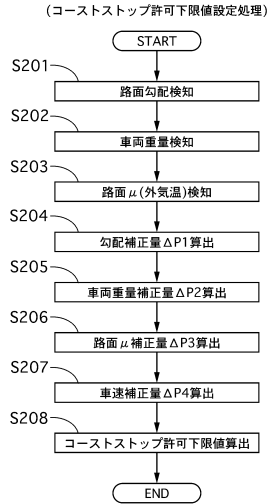 (コーストストップ許可下限値設定処理)
START
S201
路面勾配検知
S202
車両重量検知
S203
路面μ(外気温)検知
S204
勾配補正量ΔP1算出
S205
車両重量補正量ΔP2算出
S206
路面μ補正量ΔP3算出
S207
車速補正量ΔP4算出
S208
コーストストップ許可下限値算出
END